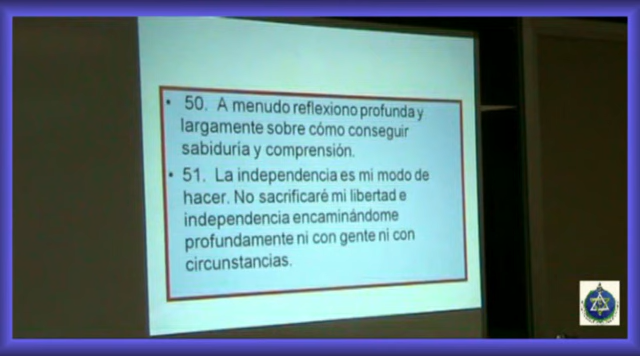 • 50. A menudo reflexiono profunda y
largamente sobre cómo conseguir
sabiduría y comprensión.
• 51. La independencia es mi modo de
hacer. No sacrificaré mi libertad e
independencia encaminándome
profundamente ni con gente ni con
circunstancias.